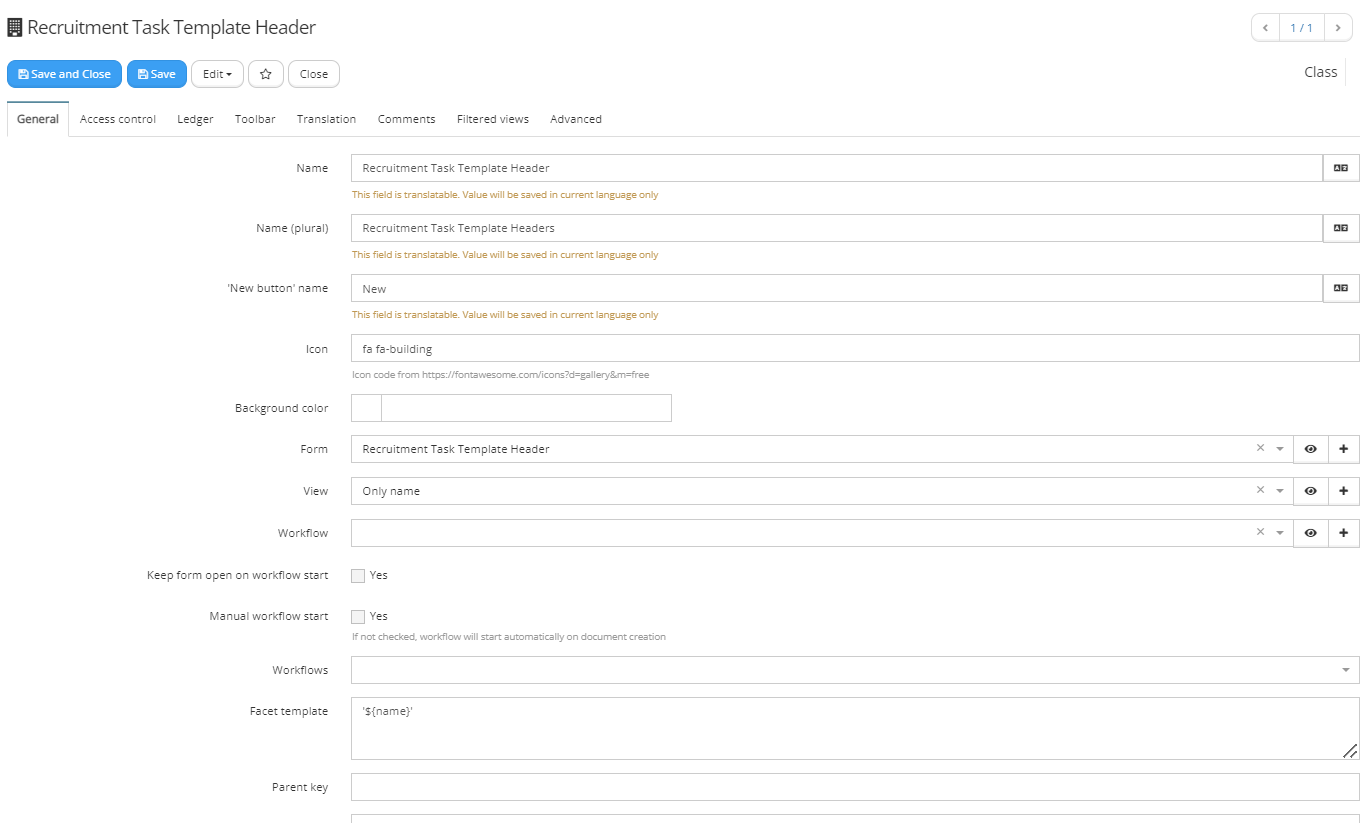 Recruitment Task Template Header
1 / 1
Save and Close
Save
Edit
Close
Class
General
Access control
Ledger
Toolbar
Translation
Comments
Filtered views
Advanced
Name
Recruitment Task Template Header
This field is translatable. Value will be saved in current language only
Name (plural)
Recruitment Task Template Headers
This field is translatable. Value will be saved in current language only
'New button' name
New
This field is translatable. Value will be saved in current language only
Icon
fa fa-building
Icon code from https://fontawesome.com/icons?d=gallery&m=free
Background color
Form
Recruitment Task Template Header
View
Only name
Workflow
Keep form open on workflow start
Yes
Manual workflow start
Yes
If not checked, workflow will start automatically on document creation
Workflows
Facet template
'${name}'
Parent key